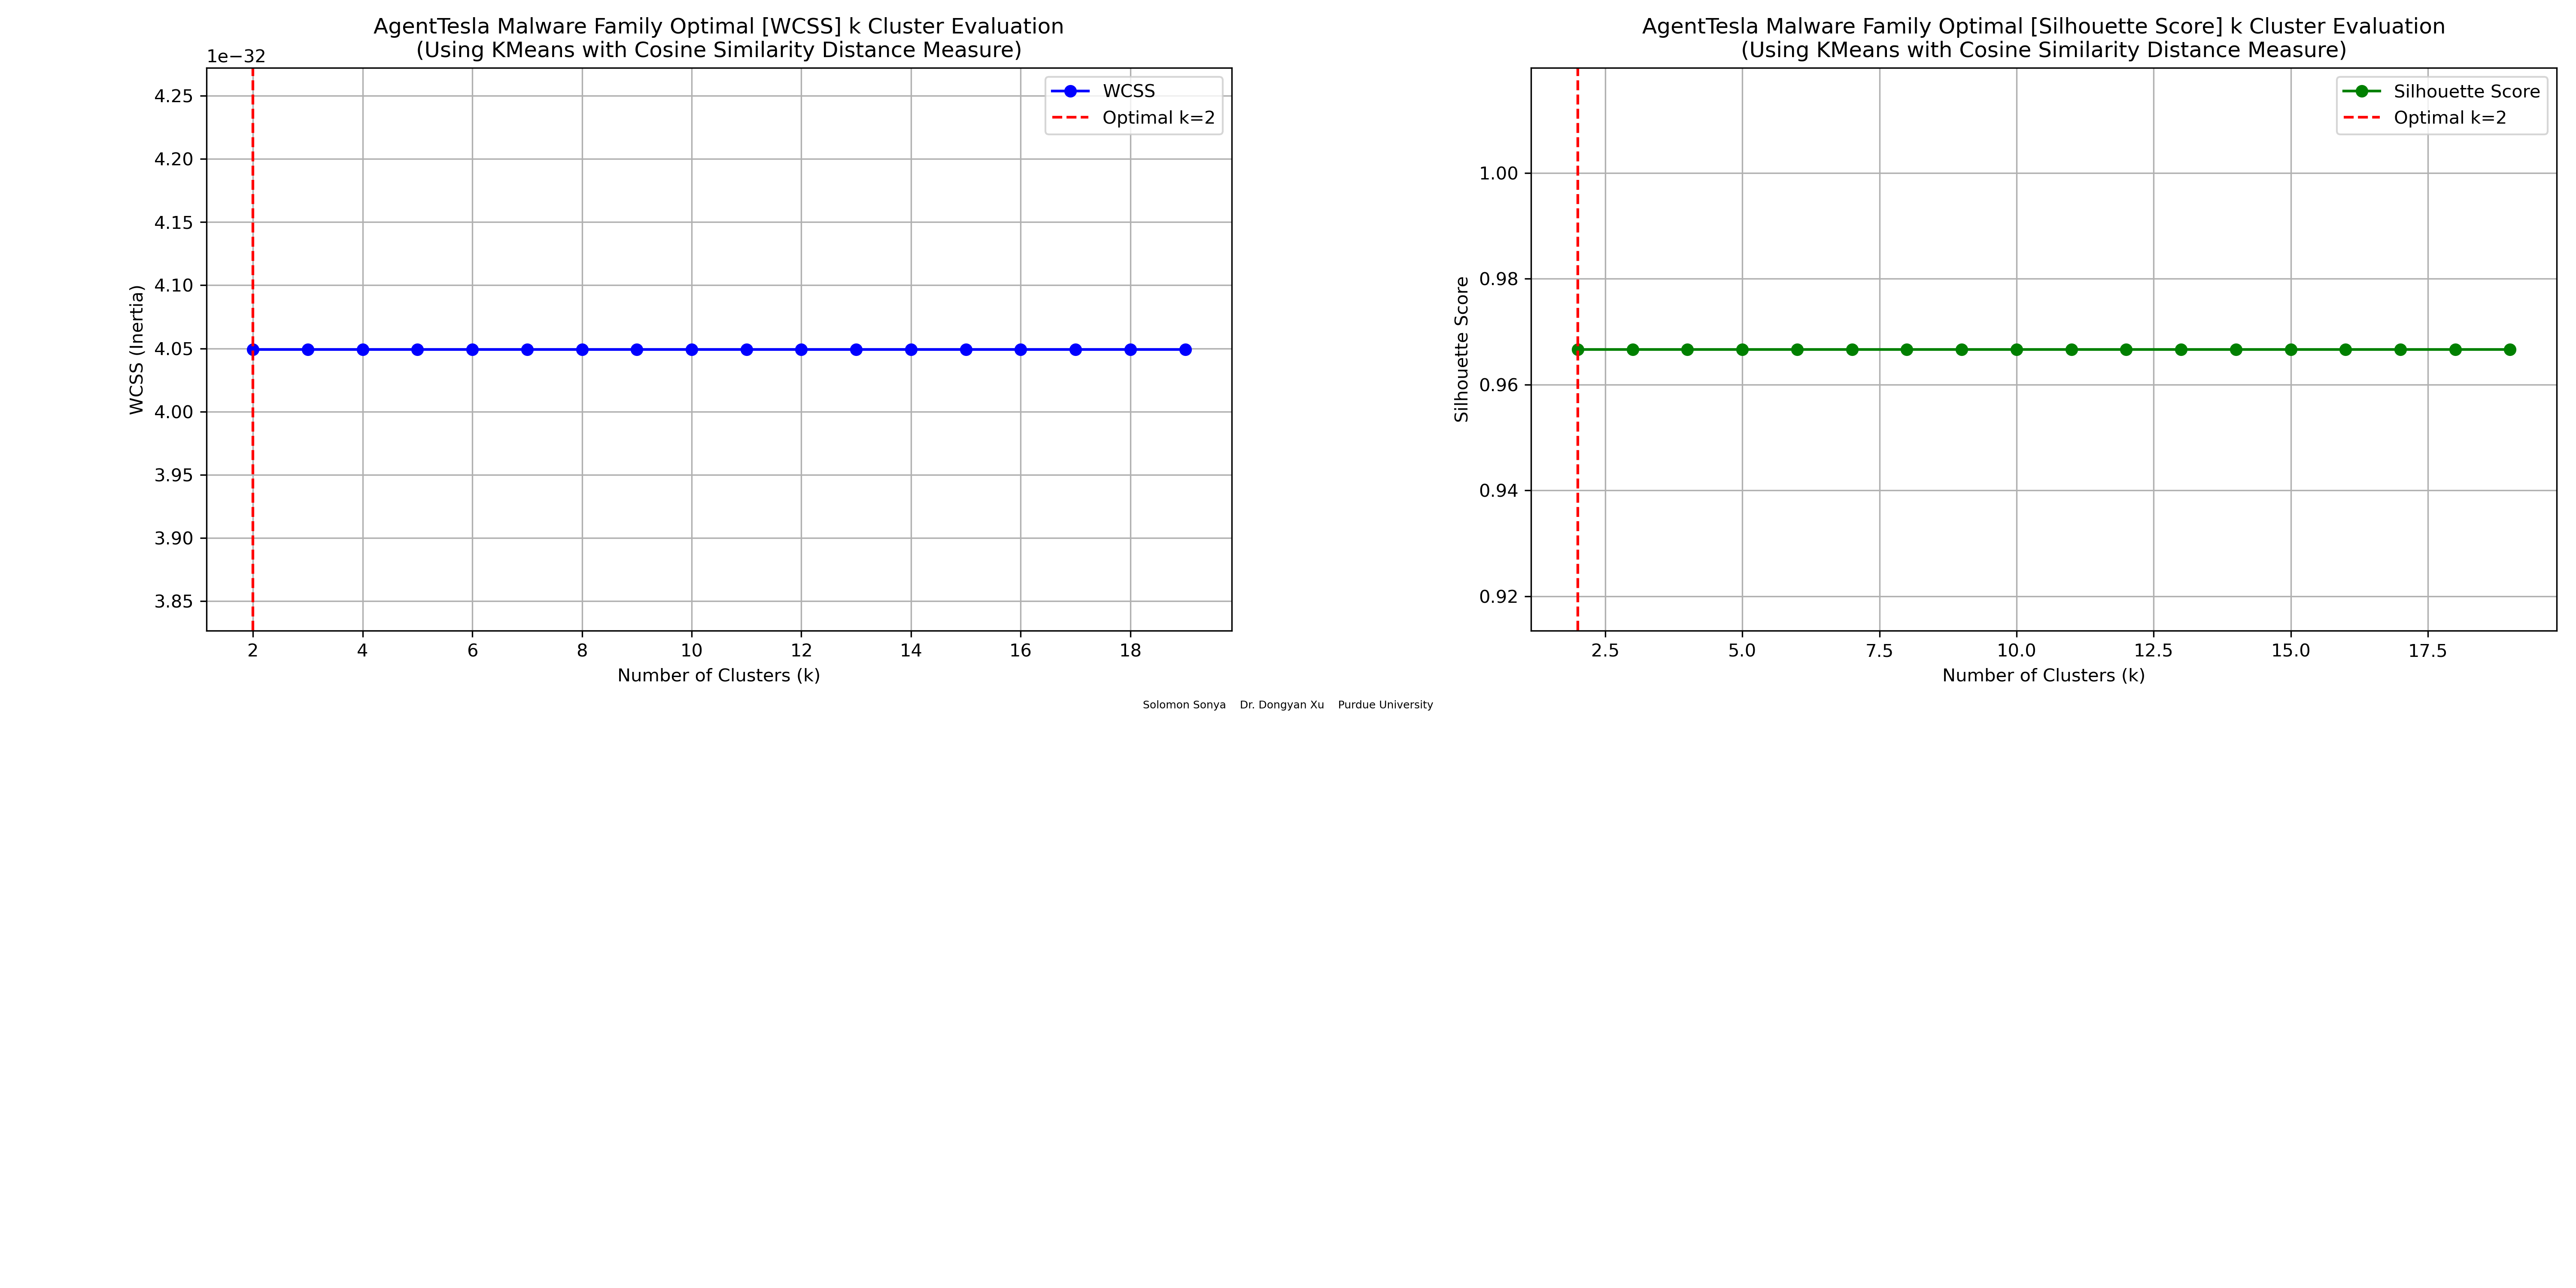 AgentTesla Malware Family Optimal [WCSS] k Cluster Evaluation
(Using KMeans with Cosine Similarity Distance Measure)
1e−32
4.25
4.20
4.15
4.10
4.05
4.00
3.95
3.90
3.85
WCSS (Inertia)
WCSS
Optimal k=2
2 4 6 8 10 12 14 16 18
Number of Clusters (k)
AgentTesla Malware Family Optimal [Silhouette Score] k Cluster Evaluation
(Using KMeans with Cosine Similarity Distance Measure)
1.00
0.98
0.96
0.94
0.92
Silhouette Score
Silhouette Score
Optimal k=2
2.5 5.0 7.5 10.0 12.5 15.0 17.5
Number of Clusters (k)
Solomon Sonya Dr. Dongyan Xu Purdue University